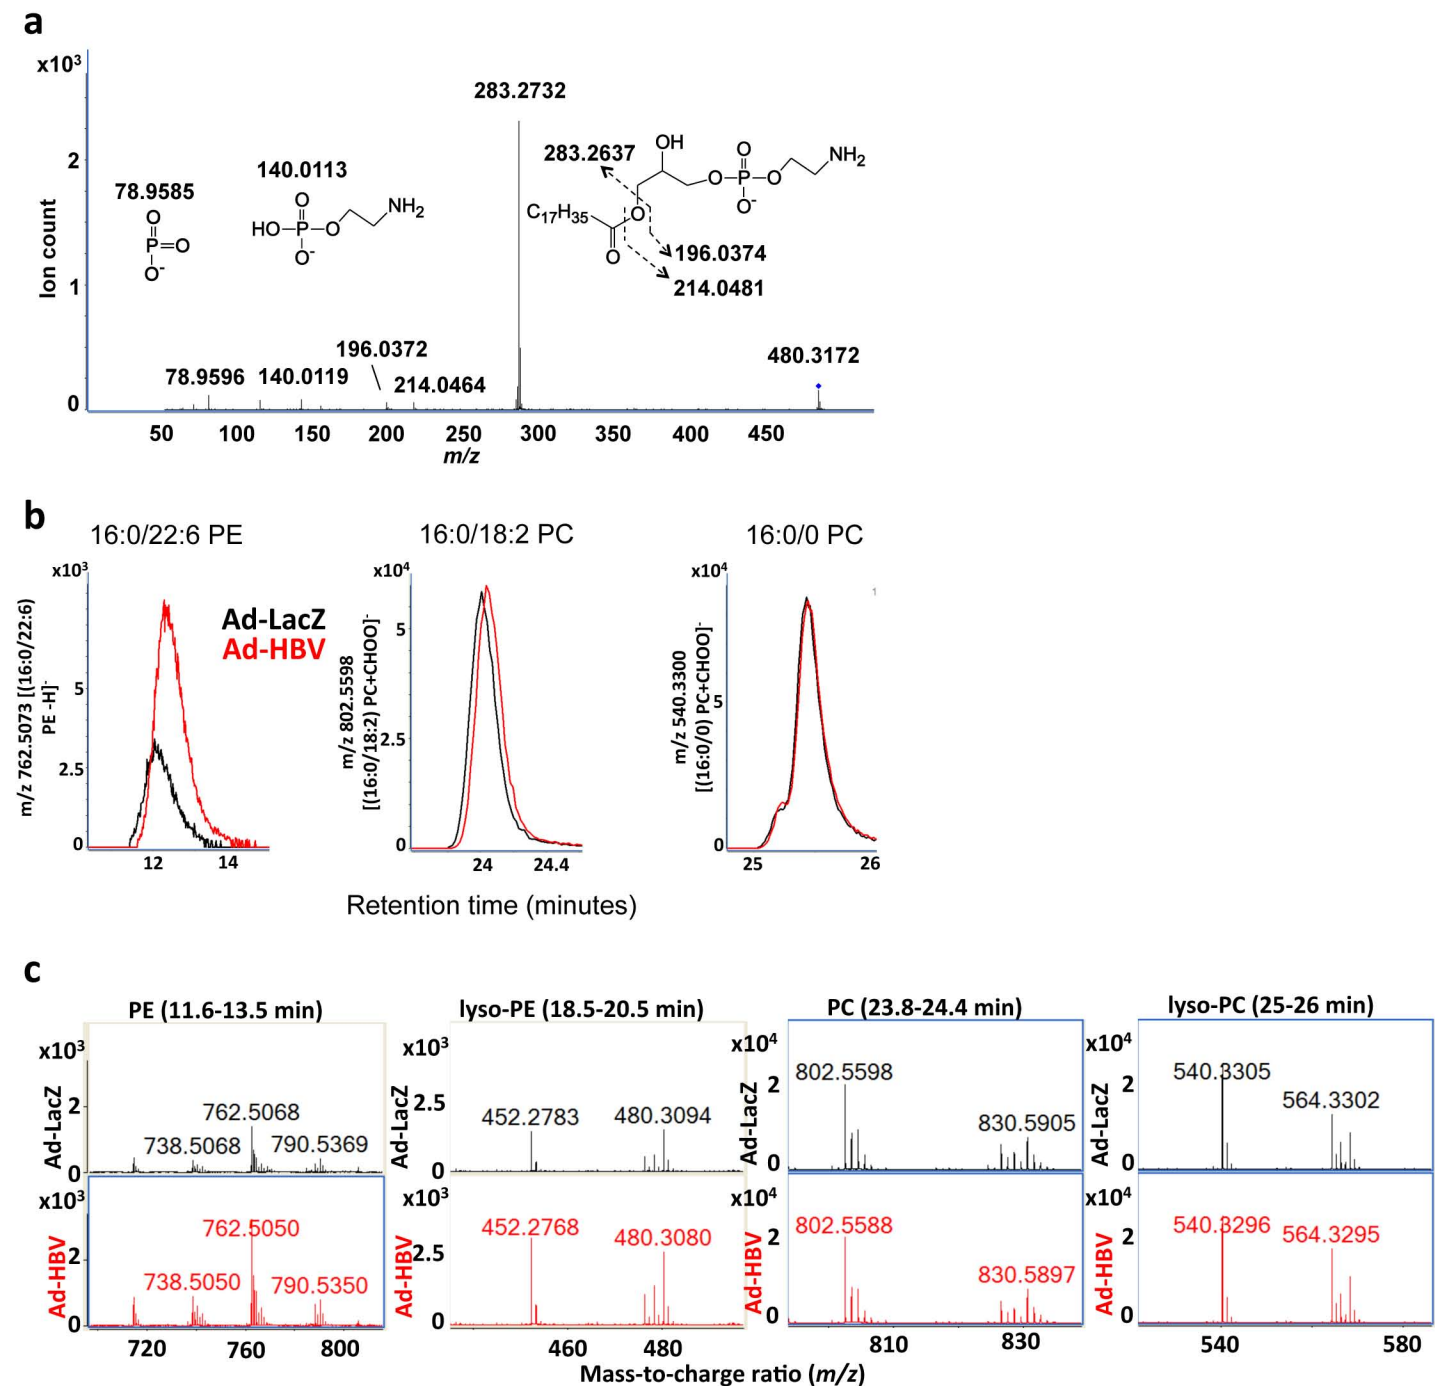 a
x10³
283.2732
2
1
0
Ion count
78.9585
O
P=O
O⁻
140.0113
O
HO-P-O
NH₂
O⁻
283.2637
OH
O
O-P-O
NH₂
O⁻
C₁₇H₃₅
O
O
196.0374
214.0481
78.9596
140.0119
196.0372
214.0464
480.3172
50 100 150 200 250 300 350 400 450
m/z
b
16:0/22:6 PE
16:0/18:2 PC
16:0/0 PC
x10³
5
2.5
0
m/z 762.5073 [(16:0/22:6)
PE -H]⁻
12 14
Ad-LacZ
Ad-HBV
x10⁴
5
2.5
0
m/z 802.5598
[(16:0/18:2) PC+CHOO]⁻
24 24.4
x10⁴
5
0
m/z 540.3300
[(16:0/0) PC+CHOO]⁻
1
25 26
Retention time (minutes)
c
PE (11.6-13.5 min)
x10³
2
0
Ad-LacZ
762.5068
738.5068
790.5369
x10³
2
0
Ad-HBV
762.5050
738.5050
790.5350
720 760 800
lyso-PE (18.5-20.5 min)
x10³
2.5
0
Ad-LacZ
452.2783
480.3094
x10³
2.5
0
Ad-HBV
452.2768
480.3080
460 480
PC (23.8-24.4 min)
x10⁴
2
0
Ad-LacZ
802.5598
830.5905
x10⁴
2
0
Ad-HBV
802.5588
830.5897
810 830
lyso-PC (25-26 min)
x10⁴
2
0
Ad-LacZ
540.3305
564.3302
x10⁴
2
0
Ad-HBV
540.3296
564.3295
540 580
Mass-to-charge ratio (m/z)